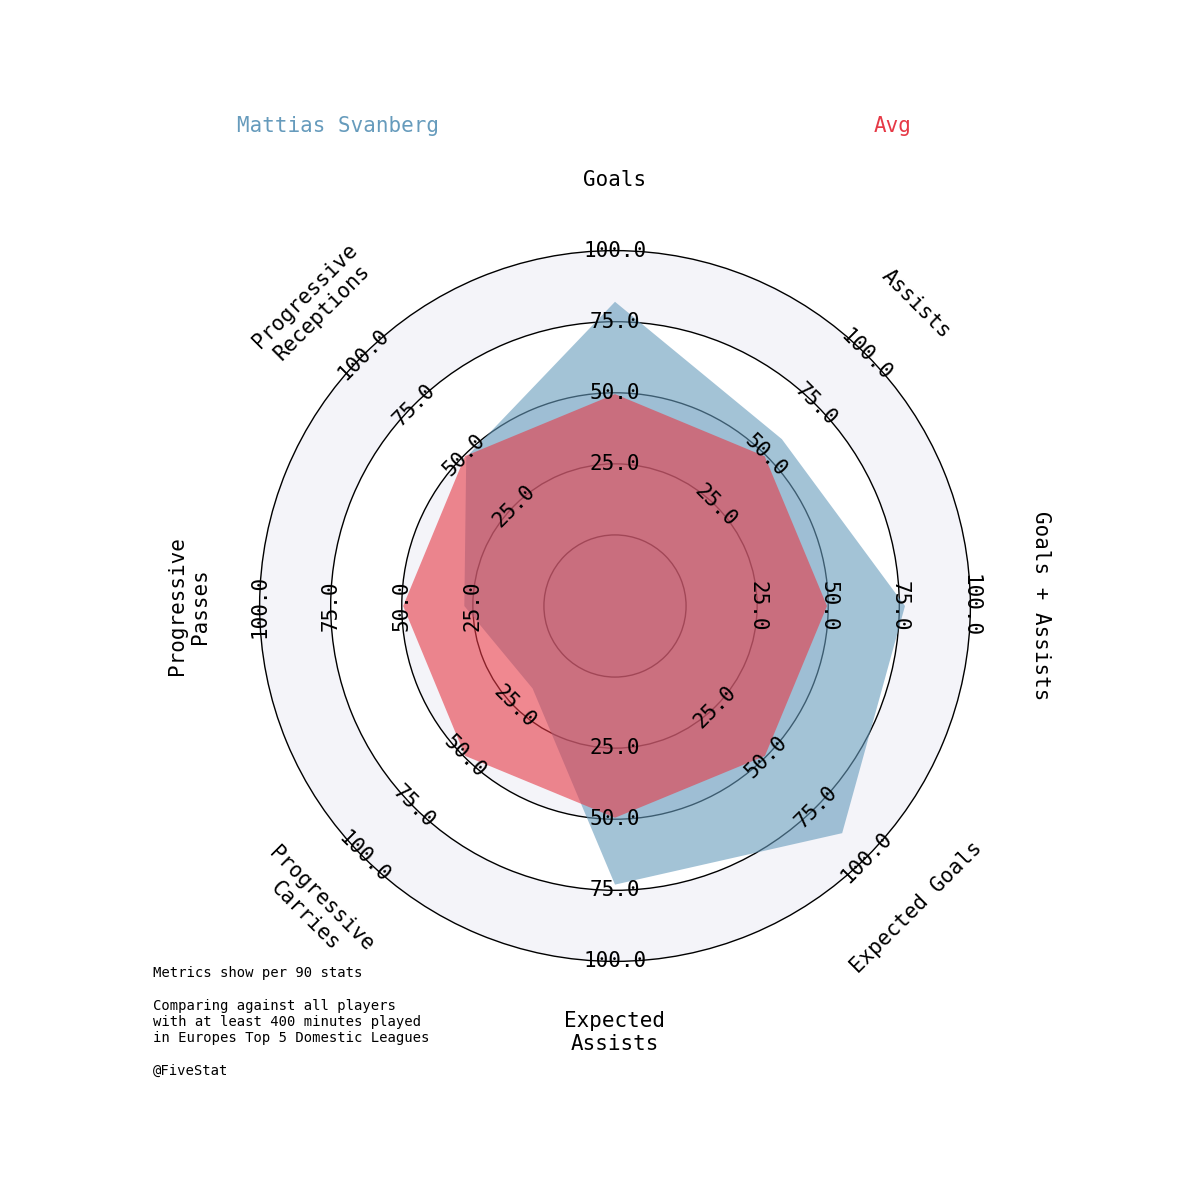 Mattias Svanberg
Avg
Goals
Assists
Goals + Assists
Expected Goals
Expected
Assists
Progressive
Carries
Progressive
Passes
Progressive
Receptions
25.0
50.0
75.0
100.0
25.0
50.0
75.0
100.0
25.0
50.0
75.0
100.0
25.0
50.0
75.0
100.0
25.0
50.0
75.0
100.0
25.0
50.0
75.0
100.0
25.0
50.0
75.0
100.0
25.0
50.0
75.0
100.0
Metrics show per 90 stats
Comparing against all players
with at least 400 minutes played
in Europes Top 5 Domestic Leagues
@FiveStat